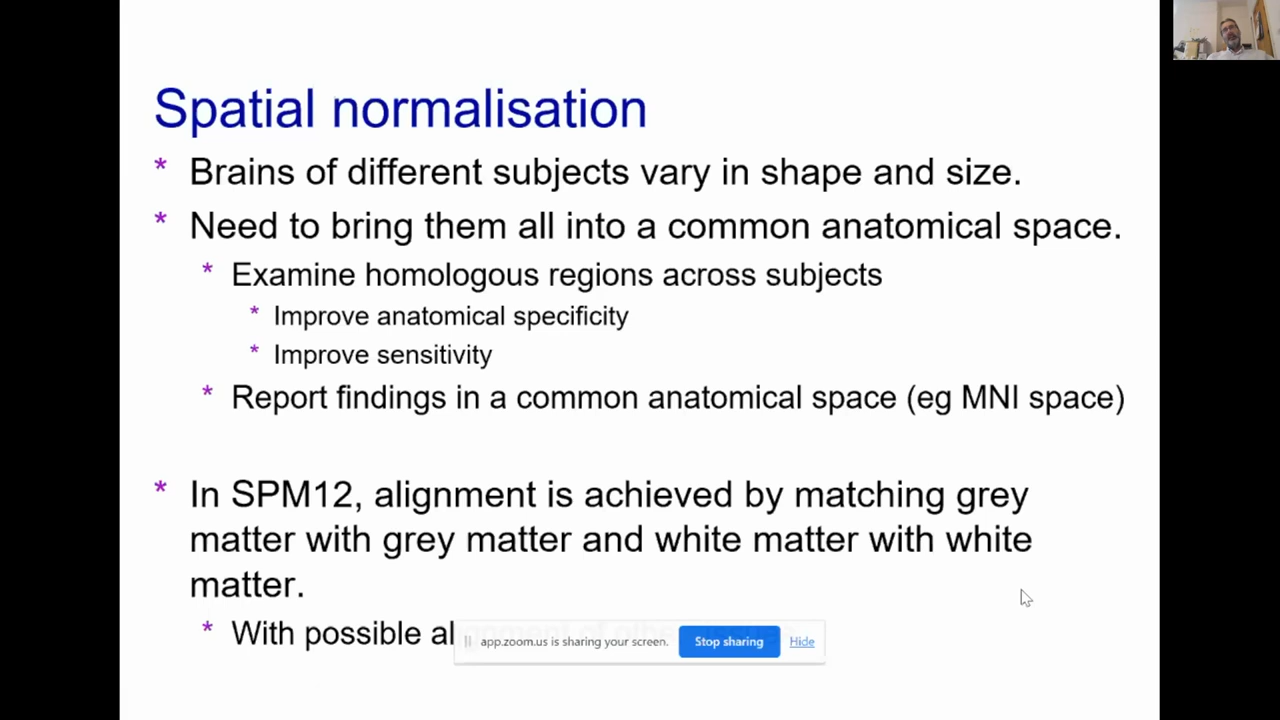 Spatial normalisation
* Brains of different subjects vary in shape and size.
* Need to bring them all into a common anatomical space.
* Examine homologous regions across subjects
* Improve anatomical specificity
* Improve sensitivity
* Report findings in a common anatomical space (eg MNI space)
* In SPM12, alignment is achieved by matching grey
matter with grey matter and white matter with white
matter.
* With possible
app.zoom.us is sharing your screen. Stop sharing Hide